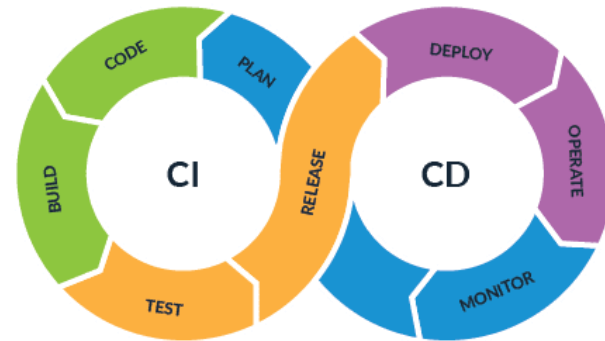 CODE
PLAN
DEPLOY
BUILD
CI
RELEASE
CD
OPERATE
TEST
MONITOR